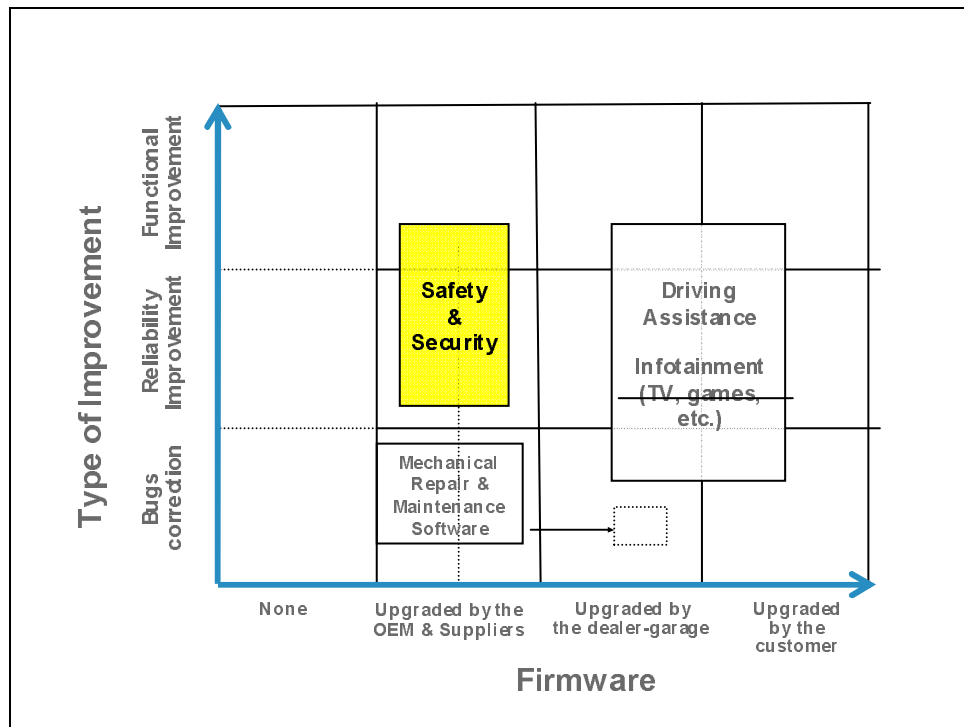 Type of Improvement
Functional
Improvement
Reliability
Improvement
Bugs
correction
Safety
&
Security
Driving
Assistance
Infotainment
(TV, games,
etc.)
Mechanical
Repair &
Maintenance
Software
None
Upgraded by the
OEM & Suppliers
Upgraded by
the dealer-garage
Upgraded
by the
customer
Firmware